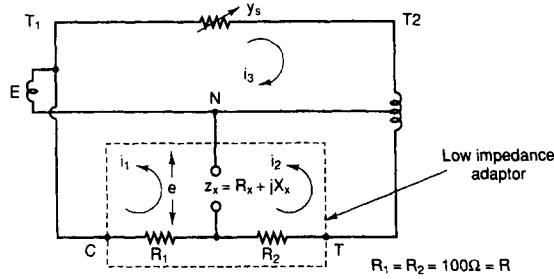 T₁
yₛ
T2
i₃
E
N
i₁
e
i₂
zₓ = Rₓ + jXₓ
Low impedance
adaptor
C
R₁
R₂
T
R₁ = R₂ = 100Ω = R